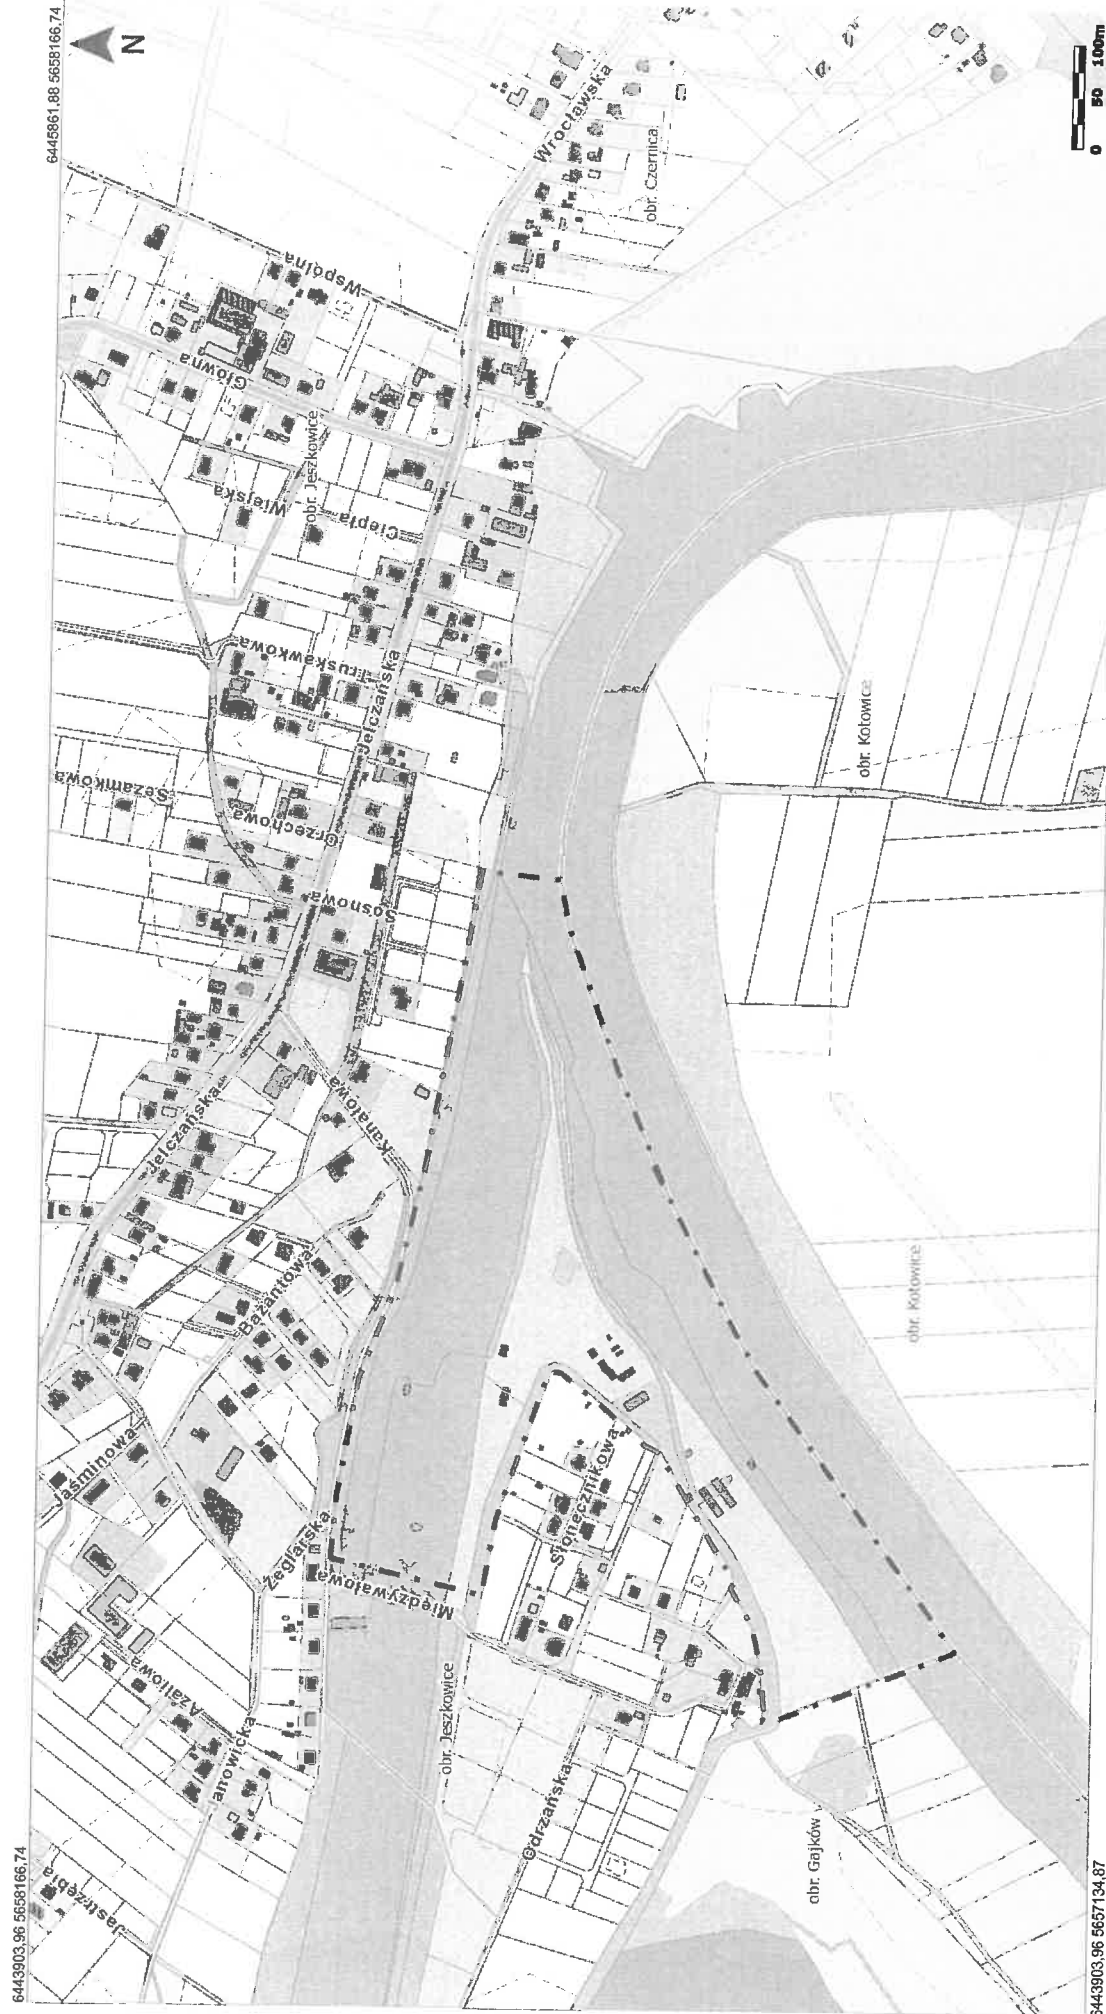 6443903,96 5658166,74
6445861,88 5658166,74
N
Jastrzębia
anowicka
Azaliowa
Jaśminowa
Żeglarska
Bażantowa
Jelczańska
Kanałowa
Sosnowa
Orzechowa
Sezamkowa
Truskawkowa
Jelczańska
Wiejska
Ciepła
obr. Jeszkowice
Główna
Wspólna
Wrocławska
obr. Czernica
Międzywałowa
obr. Jeszkowice
Słonecznikowa
Odrzańska
obr. Gajków
obr. Kotowice
obr. Kotowice
0 50 100m
6443903,96 5657134,87